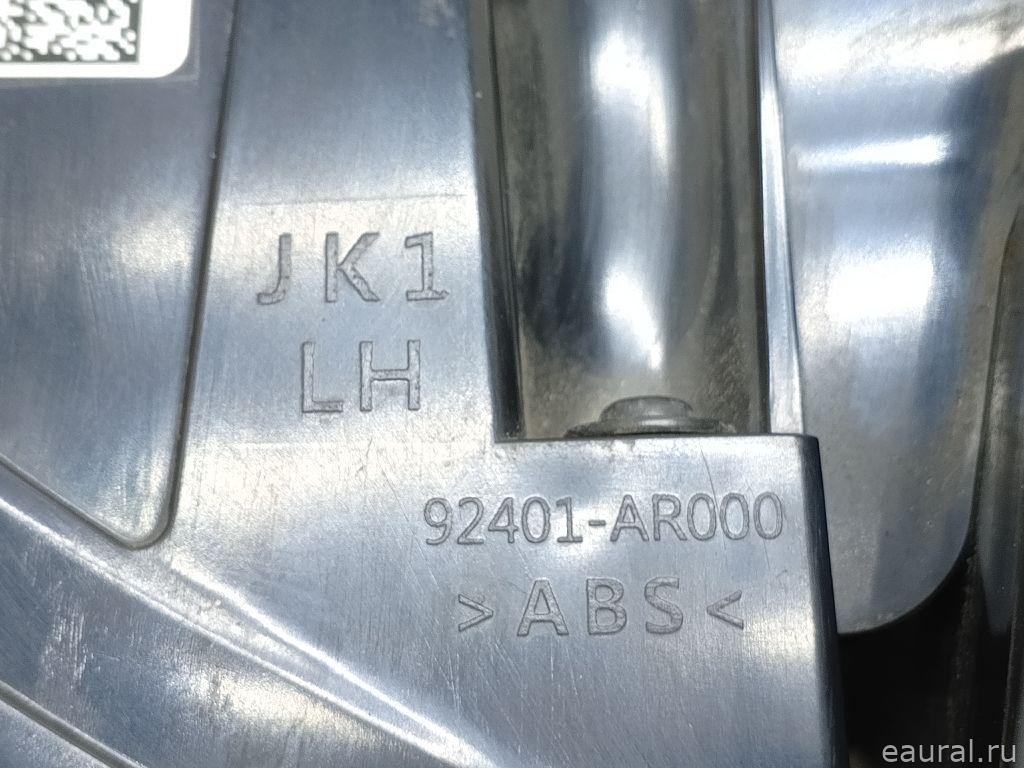 JK1
LH
92401-AR000
>ABS<
eaural.ru